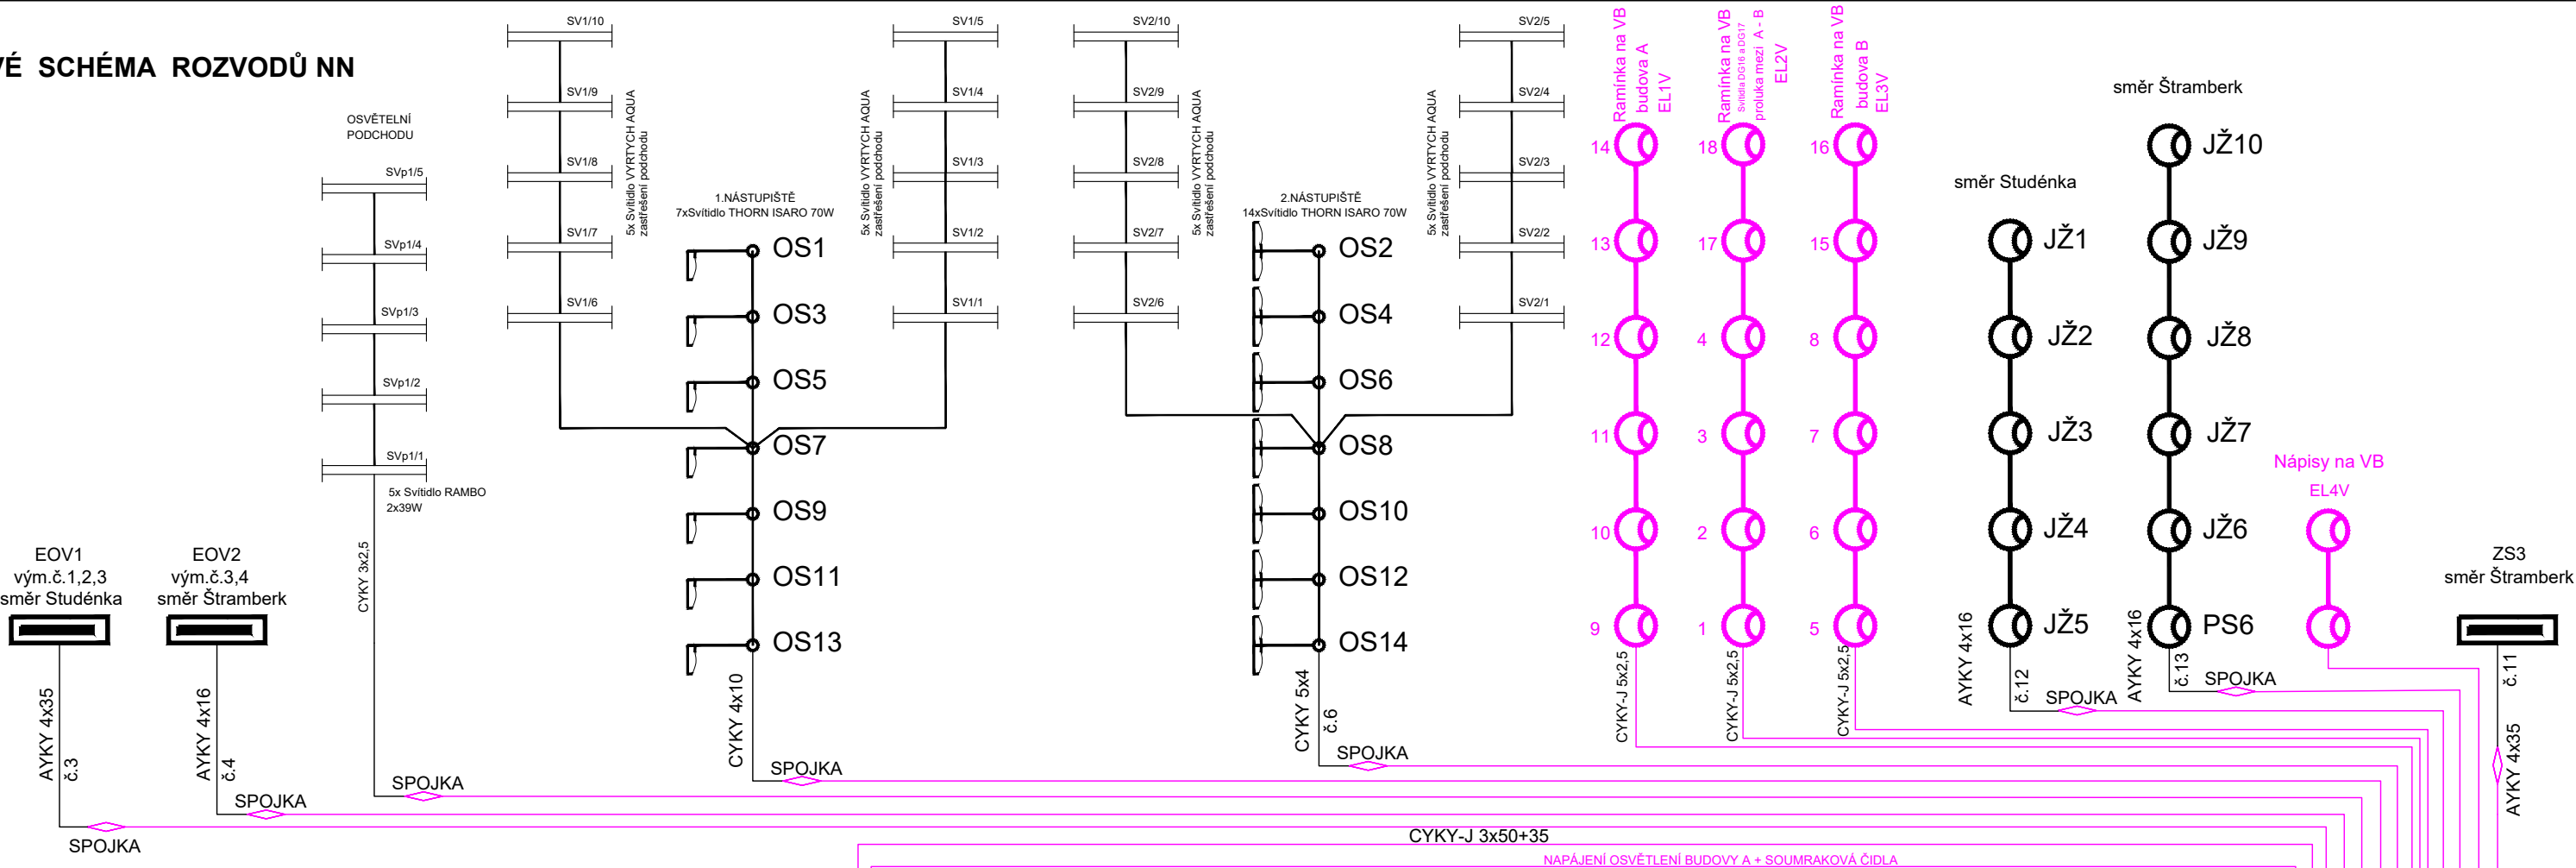 VÉ SCHÉMA ROZVODŮ NN
OSVĚTELNÍ
PODCHODU
SVp1/5
SVp1/4
SVp1/3
SVp1/2
SVp1/1
5x Svítidlo RAMBO
2x39W
CYKY 3x2,5
SPOJKA
EOV1
vým.č.1,2,3
směr Studénka
AYKY 4x35
č.3
SPOJKA
EOV2
vým.č.3,4
směr Štramberk
AYKY 4x16
č.4
SPOJKA
SV1/10
SV1/9
SV1/8
SV1/7
SV1/6
5x Svítidlo VYRTYCH AQUA
zastřešení podchodu
1.NÁSTUPIŠTĚ
7xSvítidlo THORN ISARO 70W
OS1
OS3
OS5
OS7
OS9
OS11
OS13
CYKY 4x10
SPOJKA
SV1/5
SV1/4
SV1/3
SV1/2
SV1/1
5x Svítidlo VYRTYCH AQUA
zastřešení podchodu
SV2/10
SV2/9
SV2/8
SV2/7
SV2/6
5x Svítidlo VYRTYCH AQUA
zastřešení podchodu
2.NÁSTUPIŠTĚ
14xSvítidlo THORN ISARO 70W
OS2
OS4
OS6
OS8
OS10
OS12
OS14
CYKY 5x4
č.6
SPOJKA
SV2/5
SV2/4
SV2/3
SV2/2
SV2/1
5x Svítidlo VYRTYCH AQUA
zastřešení podchodu
Ramínka na VB
budova A
EL1V
14
13
12
11
10
9
CYKY-J 5x2,5
Ramínka na VB
Svítidla DG16 a DG17
proluka mezi A - B
EL2V
18
17
4
3
2
1
CYKY-J 5x2,5
Ramínka na VB
budova B
EL3V
16
15
8
7
6
5
CYKY-J 5x2,5
směr Studénka
JŽ1
JŽ2
JŽ3
JŽ4
JŽ5
AYKY 4x16
č.12
SPOJKA
směr Štramberk
JŽ10
JŽ9
JŽ8
JŽ7
JŽ6
PS6
AYKY 4x16
č.13
SPOJKA
Nápisy na VB
EL4V
ZS3
směr Štramberk
č.11
AYKY 4x35
CYKY-J 3x50+35
NAPÁJENÍ OSVĚTLENÍ BUDOVY A + SOUMRAKOVÁ ČIDLA